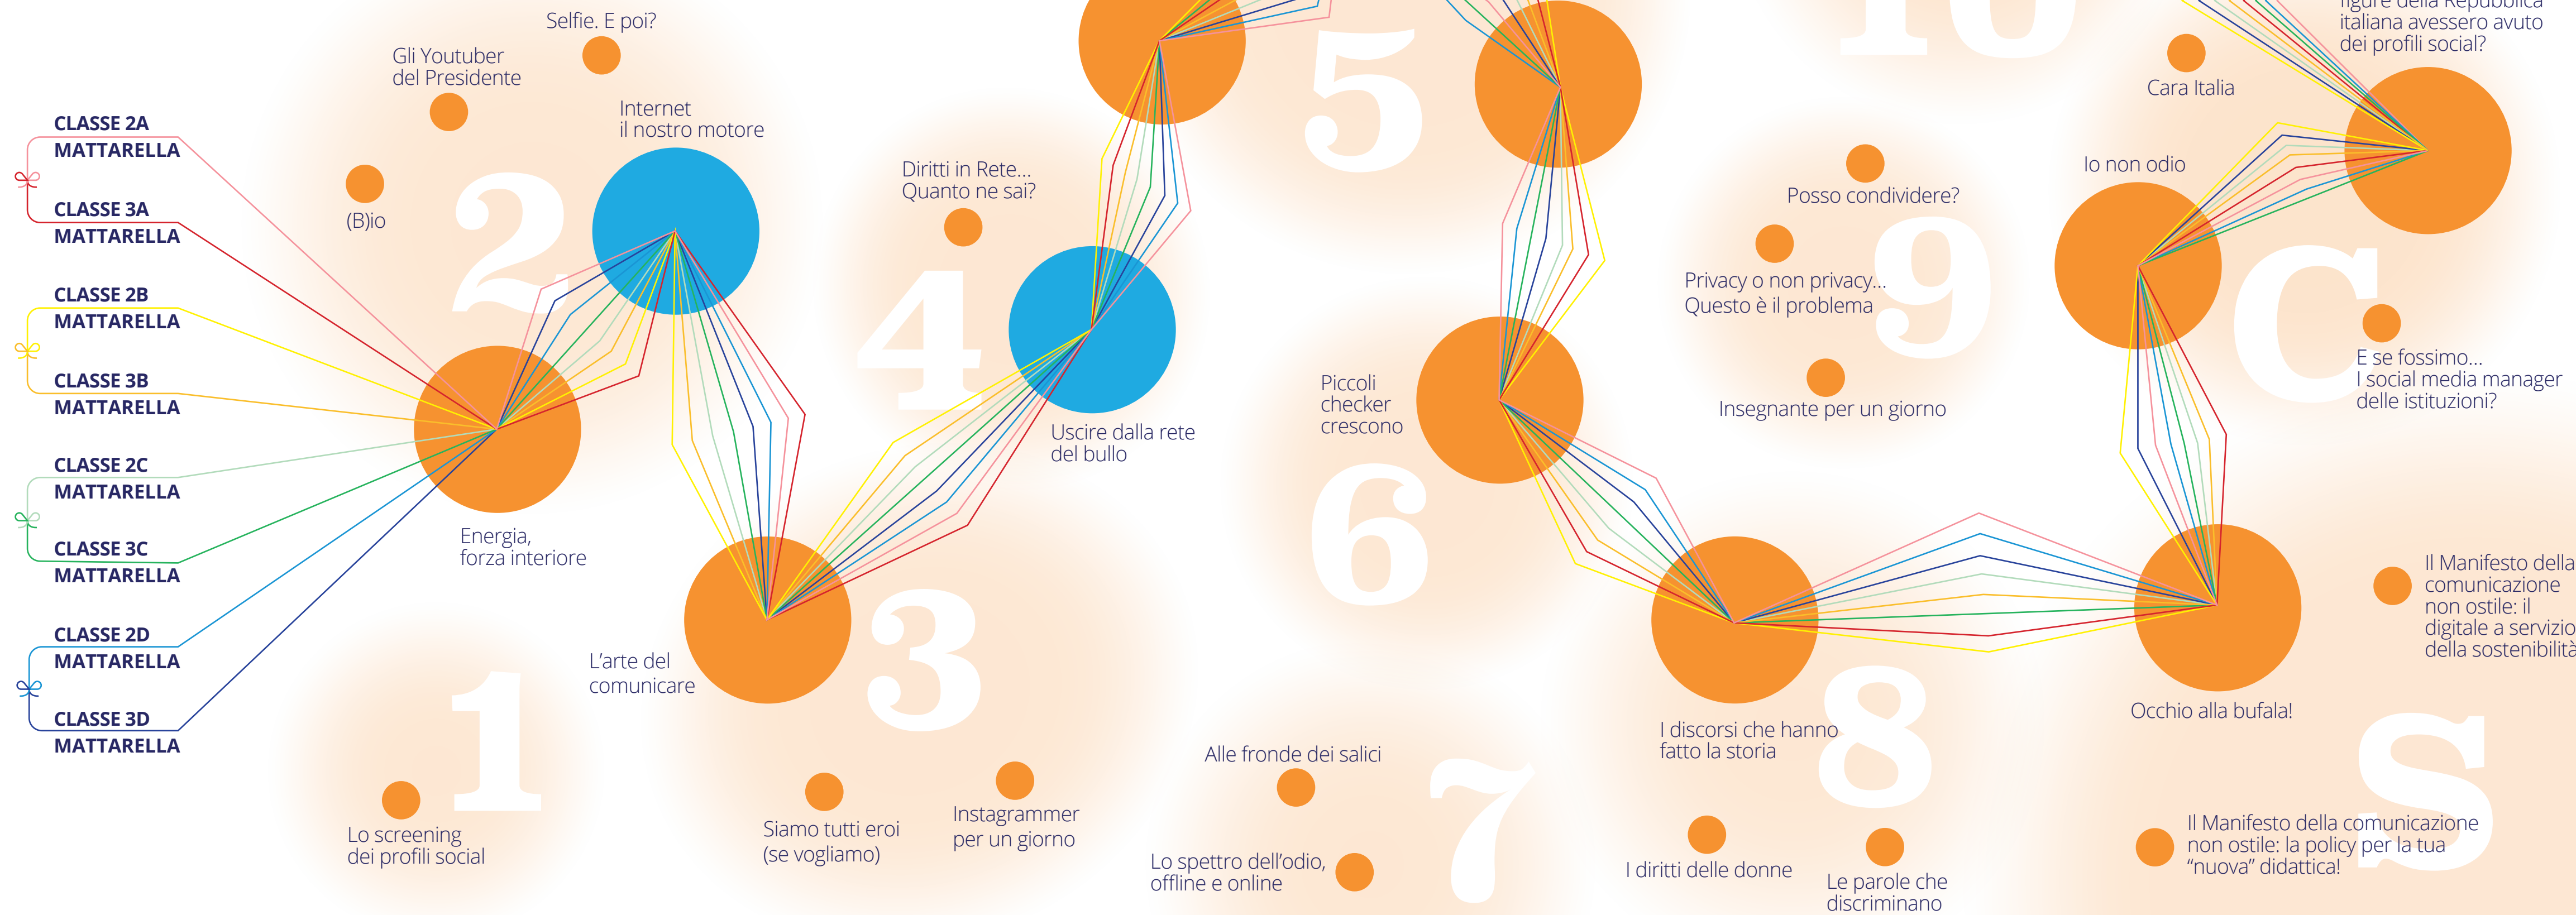 CLASSE 2A
MATTARELLA
CLASSE 3A
MATTARELLA
CLASSE 2B
MATTARELLA
CLASSE 3B
MATTARELLA
CLASSE 2C
MATTARELLA
CLASSE 3C
MATTARELLA
CLASSE 2D
MATTARELLA
CLASSE 3D
MATTARELLA
Selfie. E poi?
Gli Youtuber
del Presidente
Internet
il nostro motore
(B)io
2
Energia,
forza interiore
1
Lo screening
dei profili social
L’arte del
comunicare
3
Siamo tutti eroi
(se vogliamo)
Instagrammer
per un giorno
Diritti in Rete...
Quanto ne sai?
4
Uscire dalla rete
del bullo
5
Piccoli
checker
crescono
6
Alle fronde dei salici
7
Lo spettro dell’odio,
offline e online
10
Posso condividere?
Privacy o non privacy...
Questo è il problema
9
Insegnante per un giorno
I discorsi che hanno
fatto la storia
8
I diritti delle donne
Le parole che
discriminano
figure della Repubblica
italiana avessero avuto
dei profili social?
Cara Italia
Io non odio
C
E se fossimo...
I social media manager
delle istituzioni?
Occhio alla bufala!
Il Manifesto della
comunicazione
non ostile: il
digitale a servizio
della sostenibilità
S
Il Manifesto della comunicazione
non ostile: la policy per la tua
“nuova” didattica!